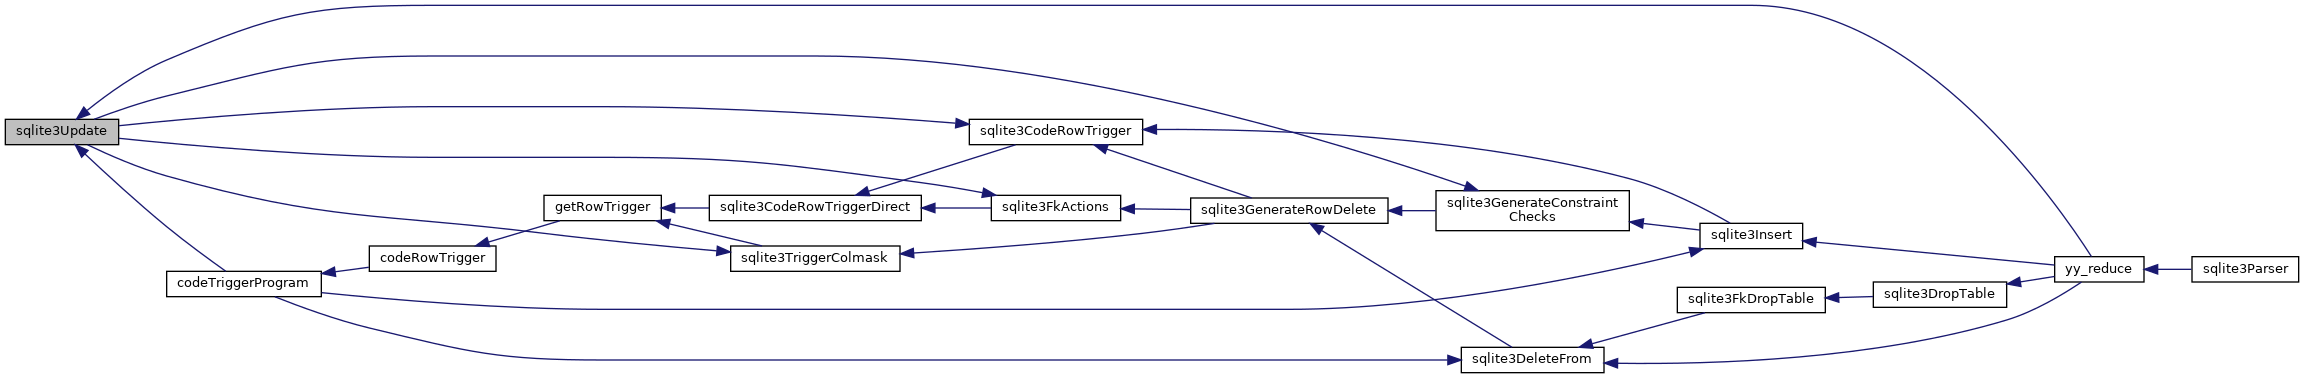 sqlite3Update
sqlite3CodeRowTrigger
getRowTrigger
sqlite3CodeRowTriggerDirect
sqlite3FkActions
sqlite3GenerateRowDelete
sqlite3GenerateConstraint
Checks
sqlite3Insert
codeRowTrigger
sqlite3TriggerColmask
codeTriggerProgram
yy_reduce
sqlite3Parser
sqlite3FkDropTable
sqlite3DropTable
sqlite3DeleteFrom